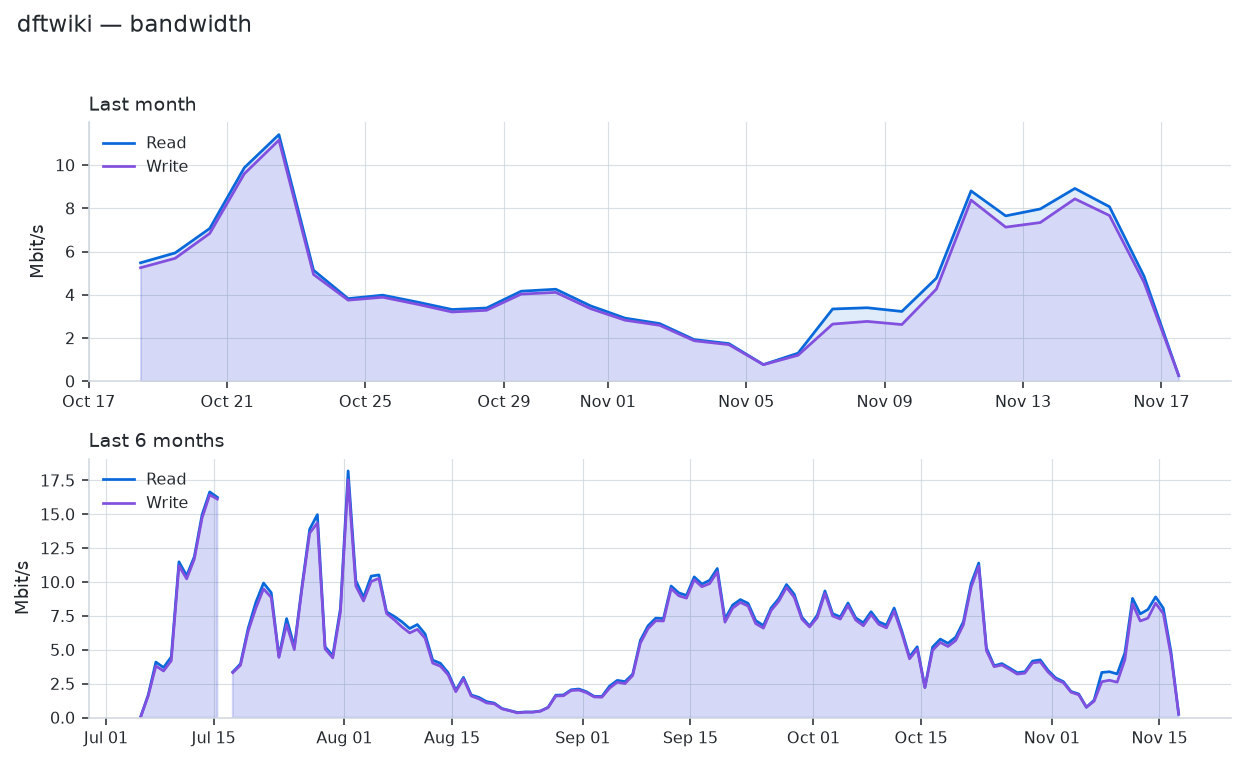 dftwiki — bandwidth
Last month
Read
Write
Mbit/s
10
8
6
4
2
0
Oct 17 Oct 21 Oct 25 Oct 29 Nov 01 Nov 05 Nov 09 Nov 13 Nov 17
Last 6 months
Read
Write
Mbit/s
17.5
15.0
12.5
10.0
7.5
5.0
2.5
0.0
Jul 01 Jul 15 Aug 01 Aug 15 Sep 01 Sep 15 Oct 01 Oct 15 Nov 01 Nov 15